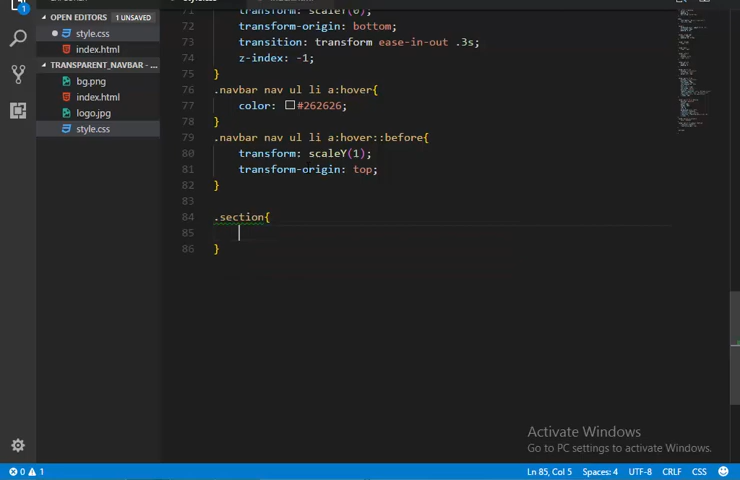 OPEN EDITORS 1 UNSAVED
style.css
index.html
TRANSPARENT_NAVBAR - ...
bg.png
index.html
logo.jpg
style.css
1
71 transform: scaleY(0);
72 transform-origin: bottom;
73 transition: transform ease-in-out .3s;
74 z-index: -1;
75 }
76 .navbar nav ul li a:hover{
77 color: #262626;
78 }
79 .navbar nav ul li a:hover::before{
80 transform: scaleY(1);
81 transform-origin: top;
82 }
83
84 .section{
85
86 }
Activate Windows
Go to PC settings to activate Windows.
0 1
Ln 85, Col 5 Spaces: 4 UTF-8 CRLF CSS